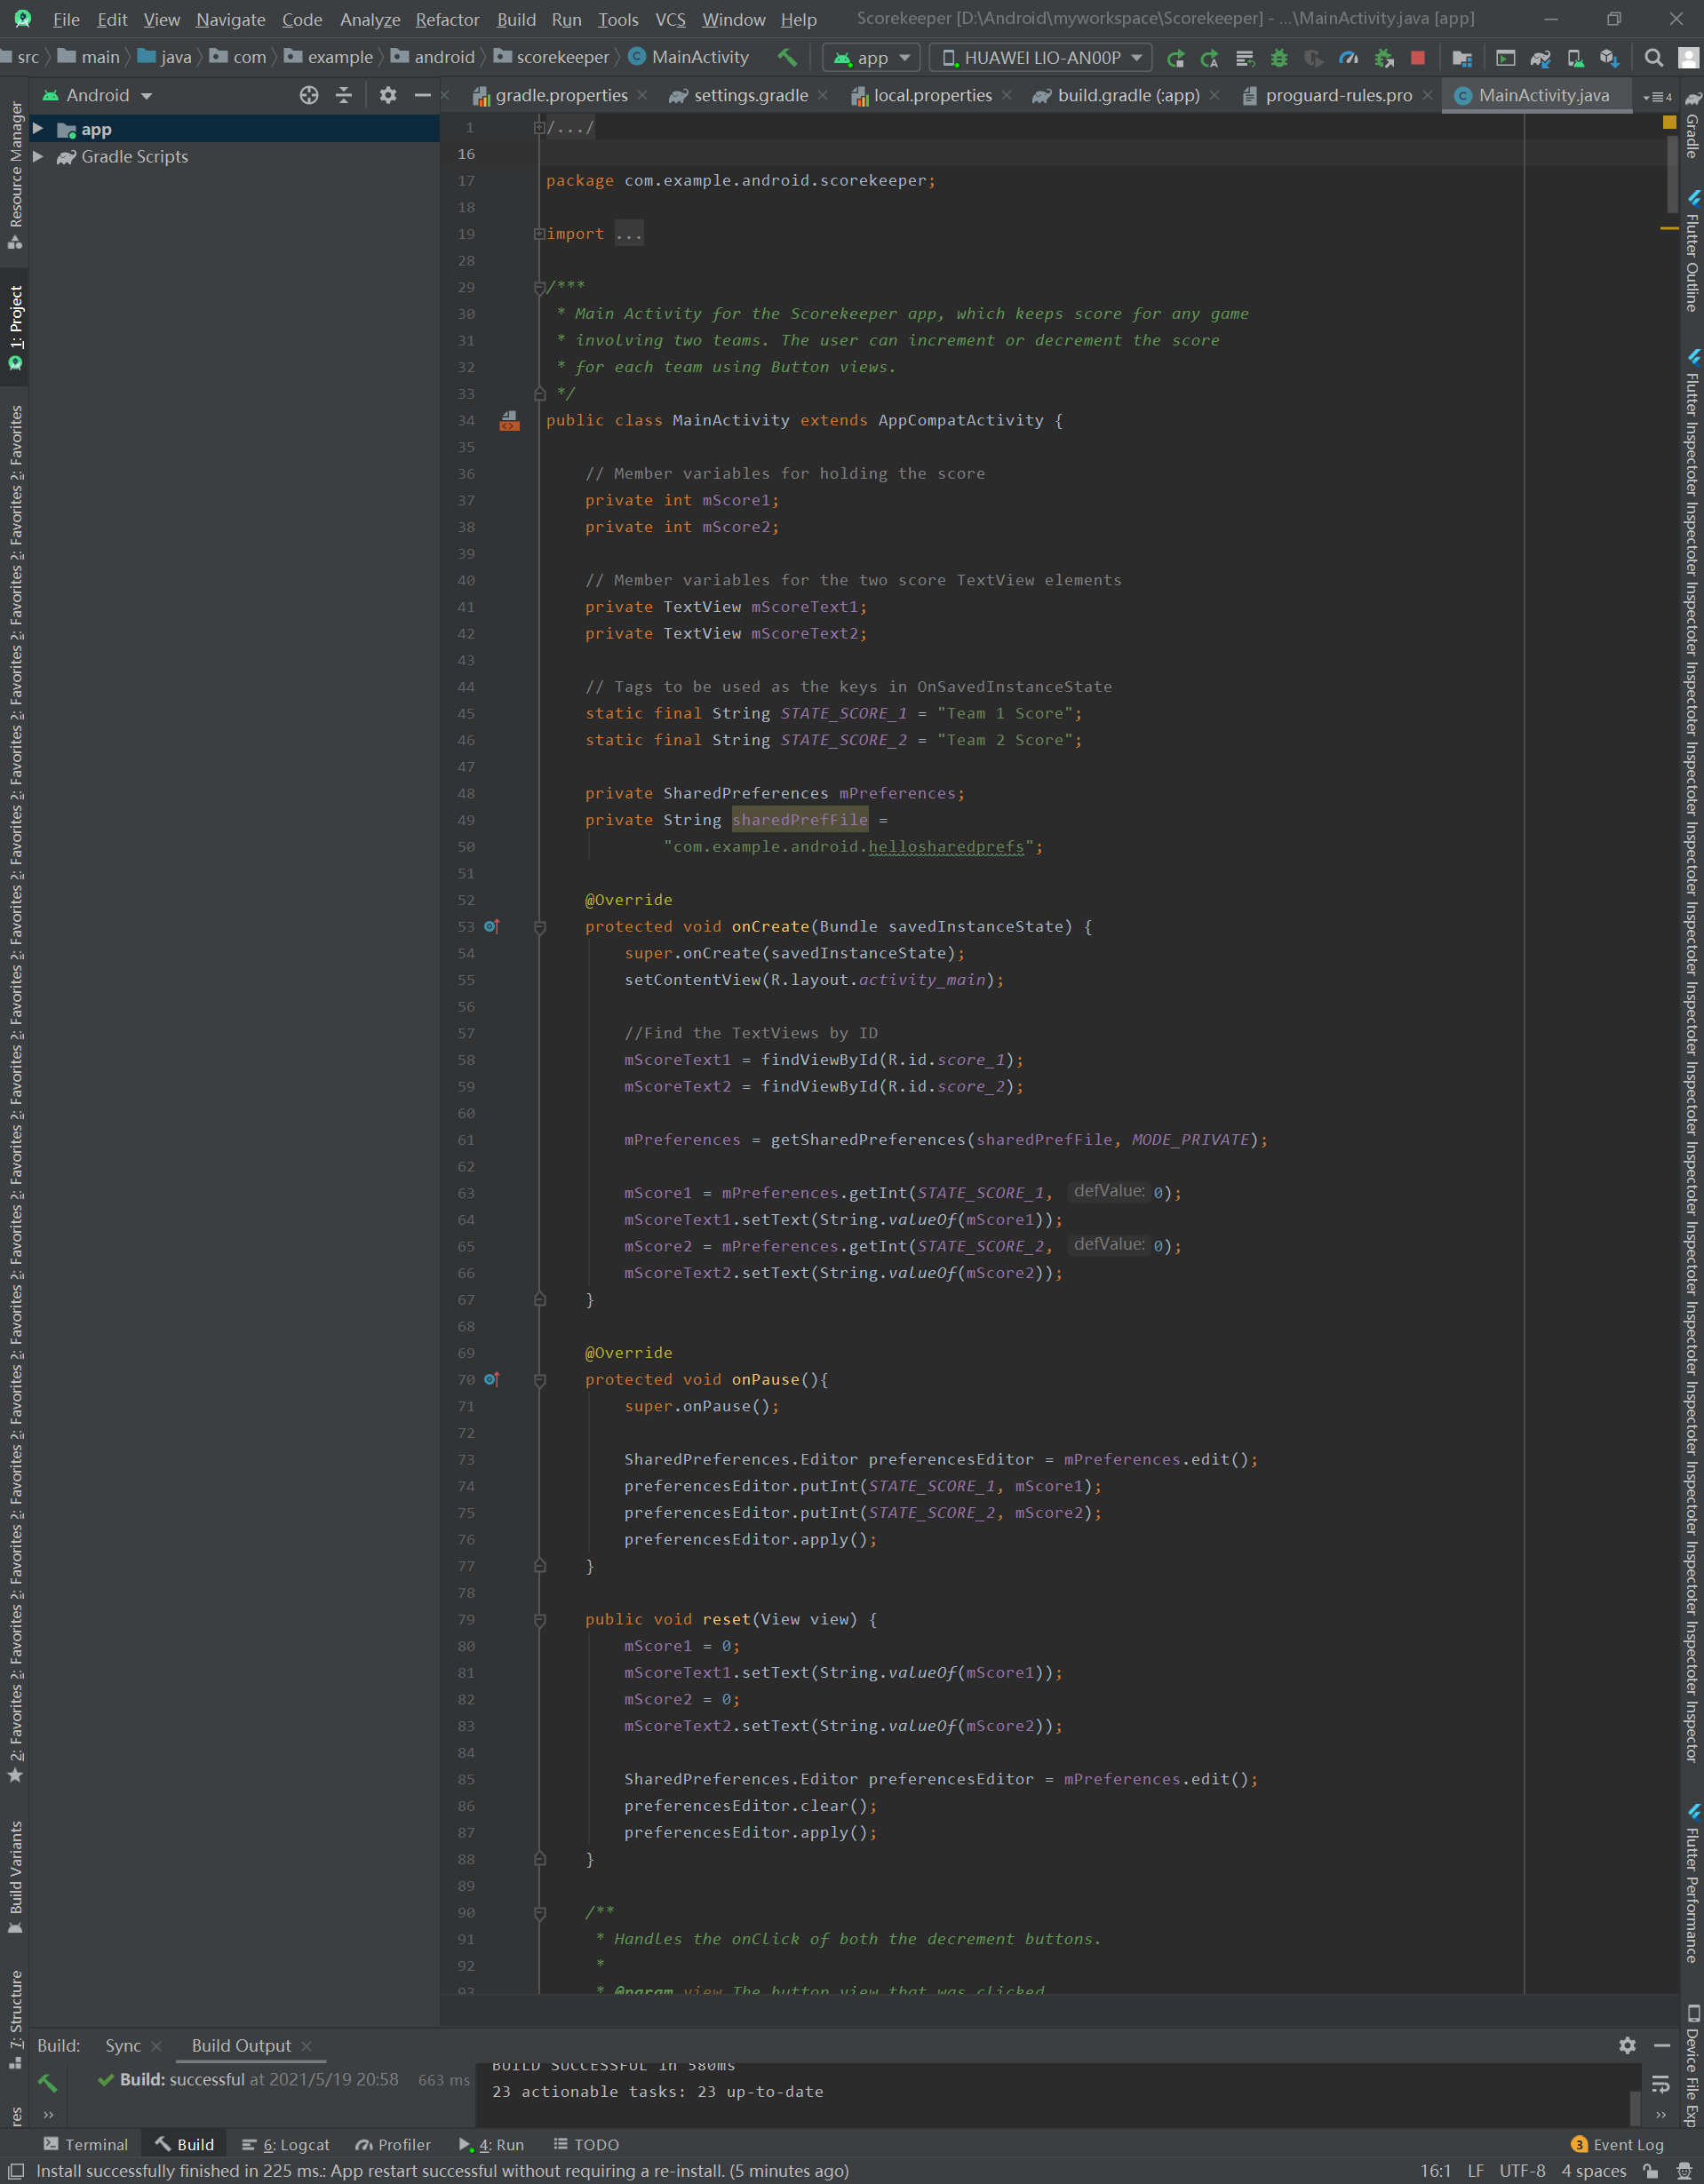 File Edit View Navigate Code Analyze Refactor Build Run Tools VCS Window Help Scorekeeper [D:\Android\myworkspace\Scorekeeper] - ...\MainActivity.java [app]
src main java com example android scorekeeper MainActivity app HUAWEI LIO-AN00P
Android gradle.properties settings.gradle local.properties build.gradle (:app) proguard-rules.pro MainActivity.java 4
app
Gradle Scripts
Resource Manager
1: Project
2: Favorites
Build Variants
7: Structure
Gradle
Flutter Outline
Flutter Inspector
Flutter Performance
Device File Exp
1 /.../
16
17 package com.example.android.scorekeeper;
18
19 import ...
28
29 /***
30 * Main Activity for the Scorekeeper app, which keeps score for any game
31 * involving two teams. The user can increment or decrement the score
32 * for each team using Button views.
33 */
34 public class MainActivity extends AppCompatActivity {
35
36 // Member variables for holding the score
37 private int mScore1;
38 private int mScore2;
39
40 // Member variables for the two score TextView elements
41 private TextView mScoreText1;
42 private TextView mScoreText2;
43
44 // Tags to be used as the keys in OnSavedInstanceState
45 static final String STATE_SCORE_1 = "Team 1 Score";
46 static final String STATE_SCORE_2 = "Team 2 Score";
47
48 private SharedPreferences mPreferences;
49 private String sharedPrefFile =
50 "com.example.android.hellosharedprefs";
51
52 @Override
53 protected void onCreate(Bundle savedInstanceState) {
54 super.onCreate(savedInstanceState);
55 setContentView(R.layout.activity_main);
56
57 //Find the TextViews by ID
58 mScoreText1 = findViewById(R.id.score_1);
59 mScoreText2 = findViewById(R.id.score_2);
60
61 mPreferences = getSharedPreferences(sharedPrefFile, MODE_PRIVATE);
62
63 mScore1 = mPreferences.getInt(STATE_SCORE_1, defValue: 0);
64 mScoreText1.setText(String.valueOf(mScore1));
65 mScore2 = mPreferences.getInt(STATE_SCORE_2, defValue: 0);
66 mScoreText2.setText(String.valueOf(mScore2));
67 }
68
69 @Override
70 protected void onPause(){
71 super.onPause();
72
73 SharedPreferences.Editor preferencesEditor = mPreferences.edit();
74 preferencesEditor.putInt(STATE_SCORE_1, mScore1);
75 preferencesEditor.putInt(STATE_SCORE_2, mScore2);
76 preferencesEditor.apply();
77 }
78
79 public void reset(View view) {
80 mScore1 = 0;
81 mScoreText1.setText(String.valueOf(mScore1));
82 mScore2 = 0;
83 mScoreText2.setText(String.valueOf(mScore2));
84
85 SharedPreferences.Editor preferencesEditor = mPreferences.edit();
86 preferencesEditor.clear();
87 preferencesEditor.apply();
88 }
89
90 /**
91 * Handles the onClick of both the decrement buttons.
92 *
93 * @param view The button view that was clicked
Build: Sync Build Output
Build: successful at 2021/5/19 20:58 663 ms
BUILD SUCCESSFUL in 580ms
23 actionable tasks: 23 up-to-date
res
Terminal Build 6: Logcat Profiler 4: Run TODO 3 Event Log
Install successfully finished in 225 ms.: App restart successful without requiring a re-install. (5 minutes ago) 16:1 LF UTF-8 4 spaces